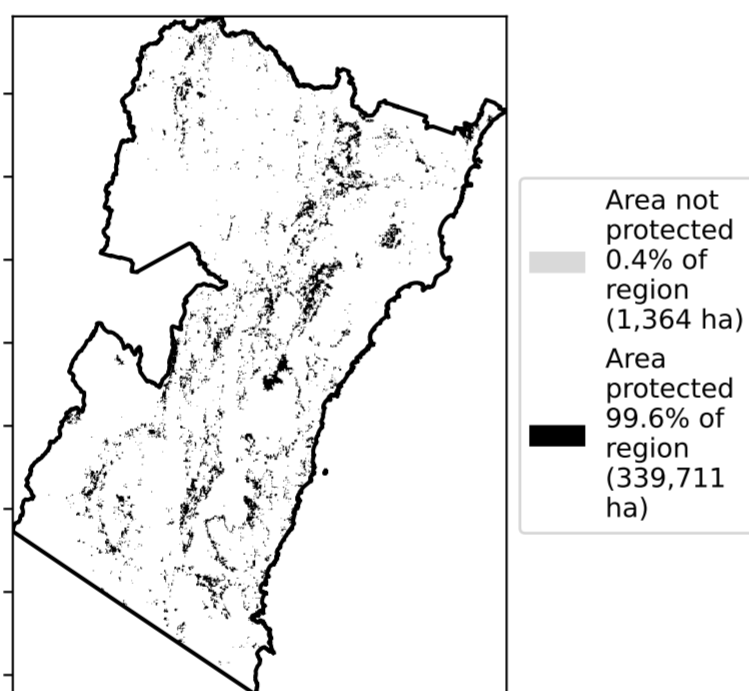 Area not
protected
0.4% of
region
(1,364 ha)
Area
protected
99.6% of
region
(339,711
ha)